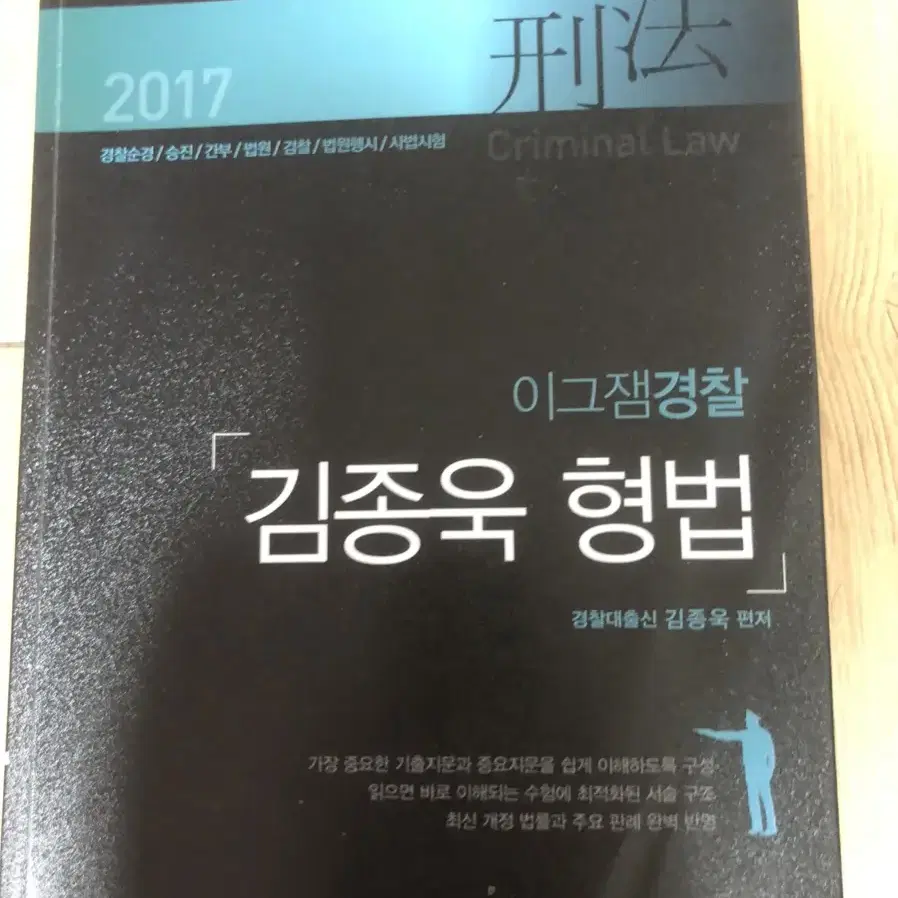 刑法
2017
경찰순경/승진/간부/법원/검찰/법원행시/사법시험
Criminal Law
이그잼경찰
「김종욱 형법」
경찰대출신 김종욱 편저
가장 중요한 기출지문과 중요지문을 쉽게 이해하도록 구성
읽으면 바로 이해되는 수험에 최적화된 서술 구조
최신 개정 법률과 주요 판례 완벽 반영